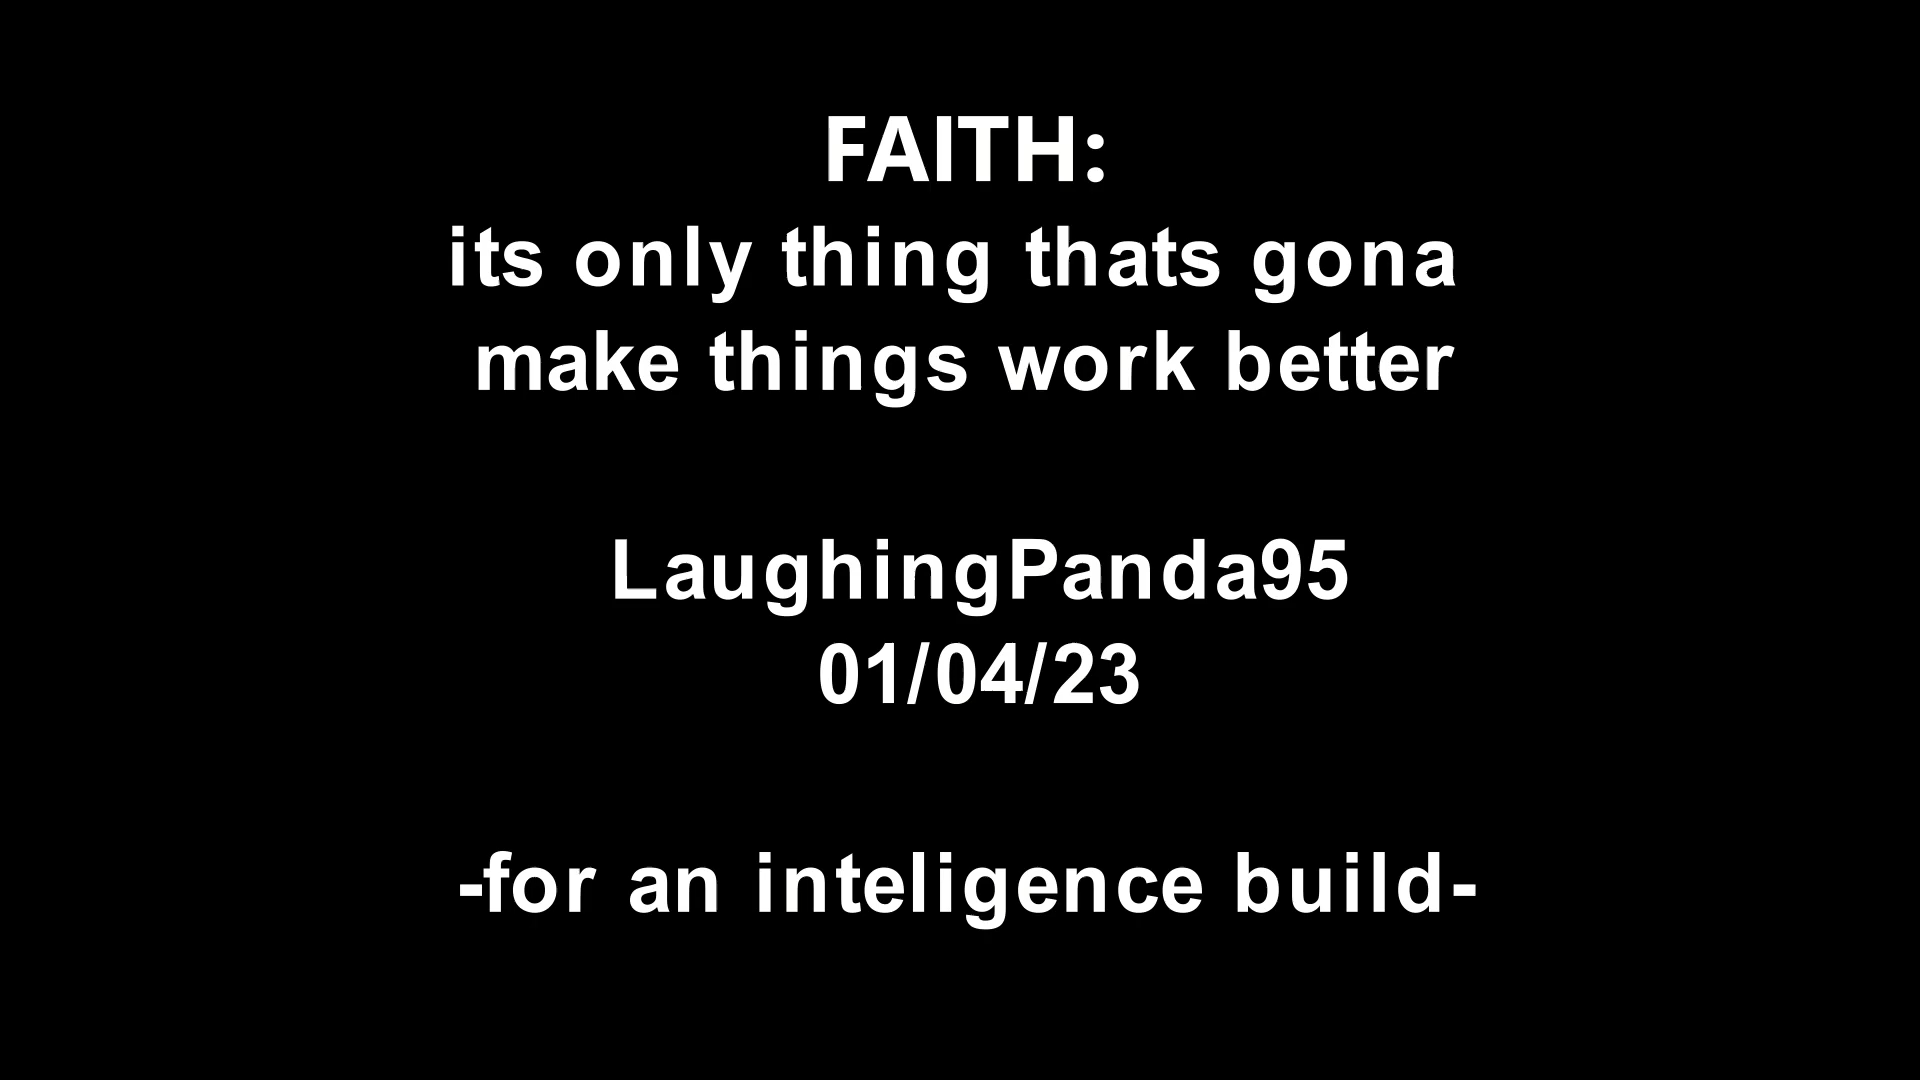 FAITH:
its only thing thats gona
make things work better
LaughingPanda95
01/04/23
-for an inteligence build-